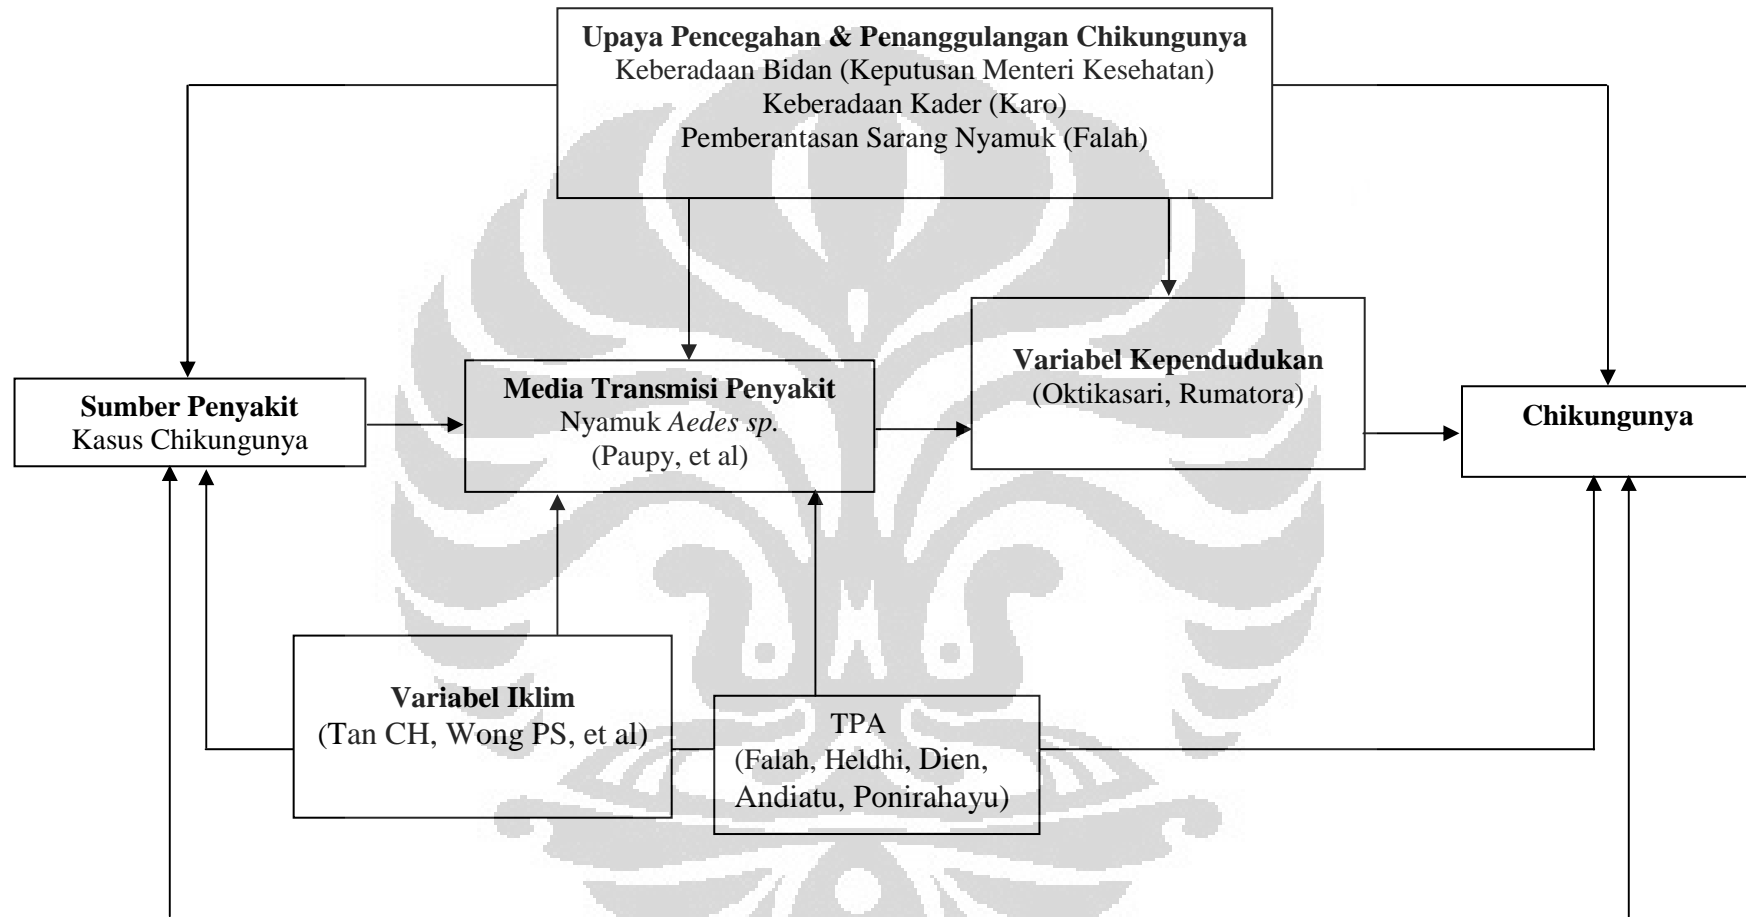 Upaya Pencegahan & Penanggulangan Chikungunya
Keberadaan Bidan (Keputusan Menteri Kesehatan)
Keberadaan Kader (Karo)
Pemberantasan Sarang Nyamuk (Falah)
Sumber Penyakit
Kasus Chikungunya
Media Transmisi Penyakit
Nyamuk Aedes sp.
(Paupy, et al)
Variabel Kependudukan
(Oktikasari, Rumatora)
Chikungunya
Variabel Iklim
(Tan CH, Wong PS, et al)
TPA
(Falah, Heldhi, Dien,
Andiatu, Ponirahayu)